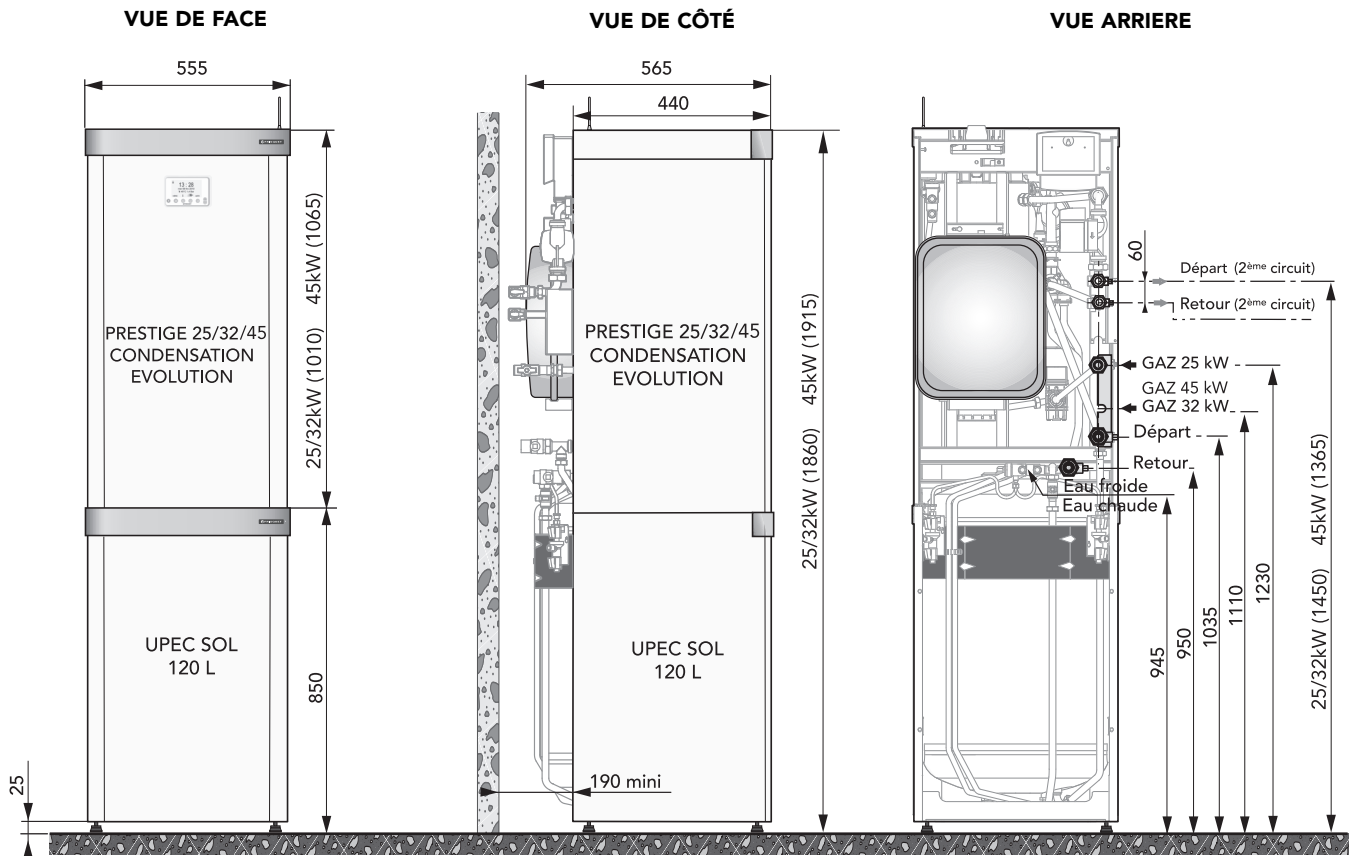 VUE DE FACE
VUE DE CÔTÉ
VUE ARRIERE
555
PRESTIGE 25/32/45
CONDENSATION
EVOLUTION
25/32kW (1010) 45kW (1065)
UPEC SOL
120 L
850
25
565
440
PRESTIGE 25/32/45
CONDENSATION
EVOLUTION
25/32kW (1860) 45kW (1915)
UPEC SOL
120 L
190 mini
60
Départ (2ème circuit)
Retour (2ème circuit)
GAZ 25 kW
GAZ 45 kW
GAZ 32 kW
Départ
Retour
Eau froide
Eau chaude
945
950
1035
1110
1230
25/32kW (1450) 45kW (1365)
13 : 28